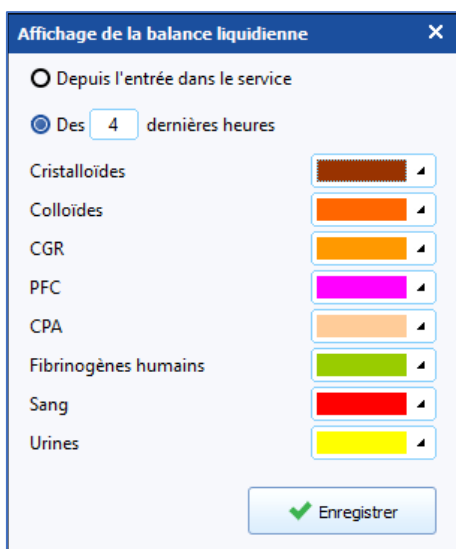 Affichage de la balance liquidienne
Depuis l'entrée dans le service
Des 4 dernières heures
Cristalloïdes
Colloïdes
CGR
PFC
CPA
Fibrinogènes humains
Sang
Urines
Enregistrer